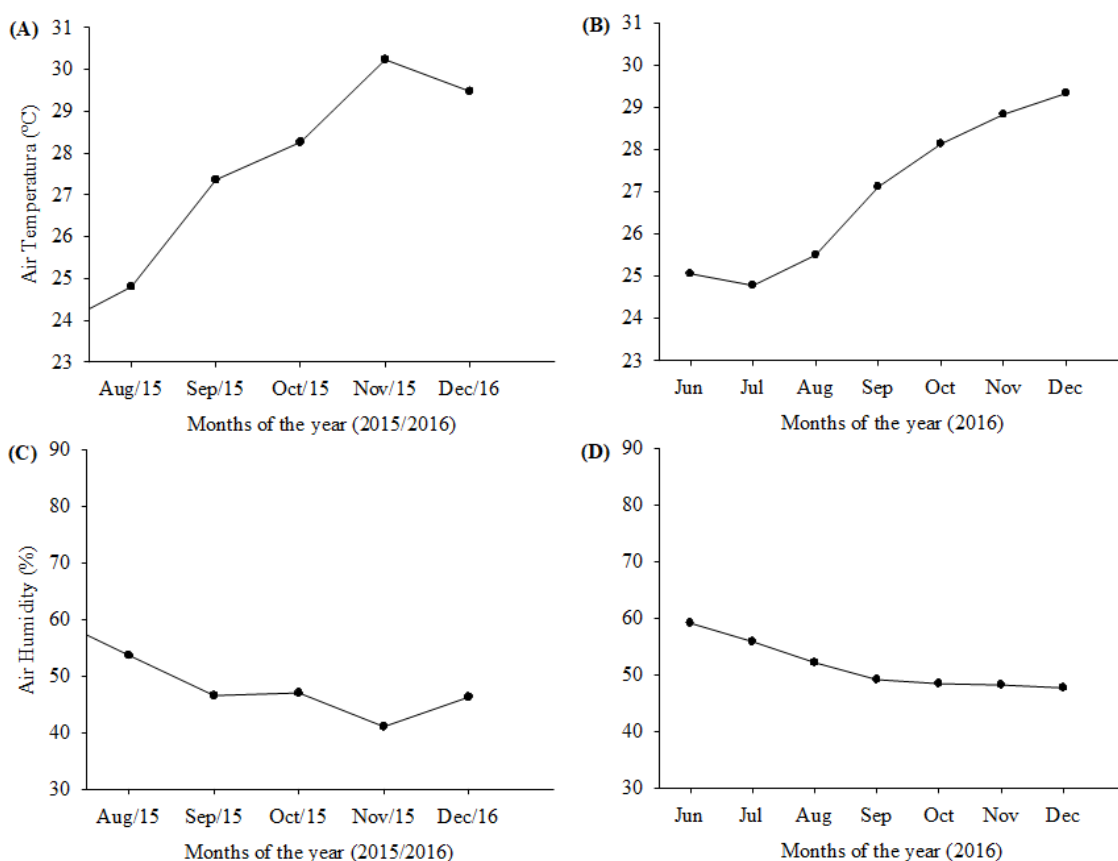 (A)
Air Temperatura (ºC)
31
30
29
28
27
26
25
24
23
Aug/15 Sep/15 Oct/15 Nov/15 Dec/16
Months of the year (2015/2016)
(B)
31
30
29
28
27
26
25
24
23
Jun Jul Aug Sep Oct Nov Dec
Months of the year (2016)
(C)
Air Humidity (%)
90
80
70
60
50
40
30
Aug/15 Sep/15 Oct/15 Nov/15 Dec/16
Months of the year (2015/2016)
(D)
90
80
70
60
50
40
30
Jun Jul Aug Sep Oct Nov Dec
Months of the year (2016)